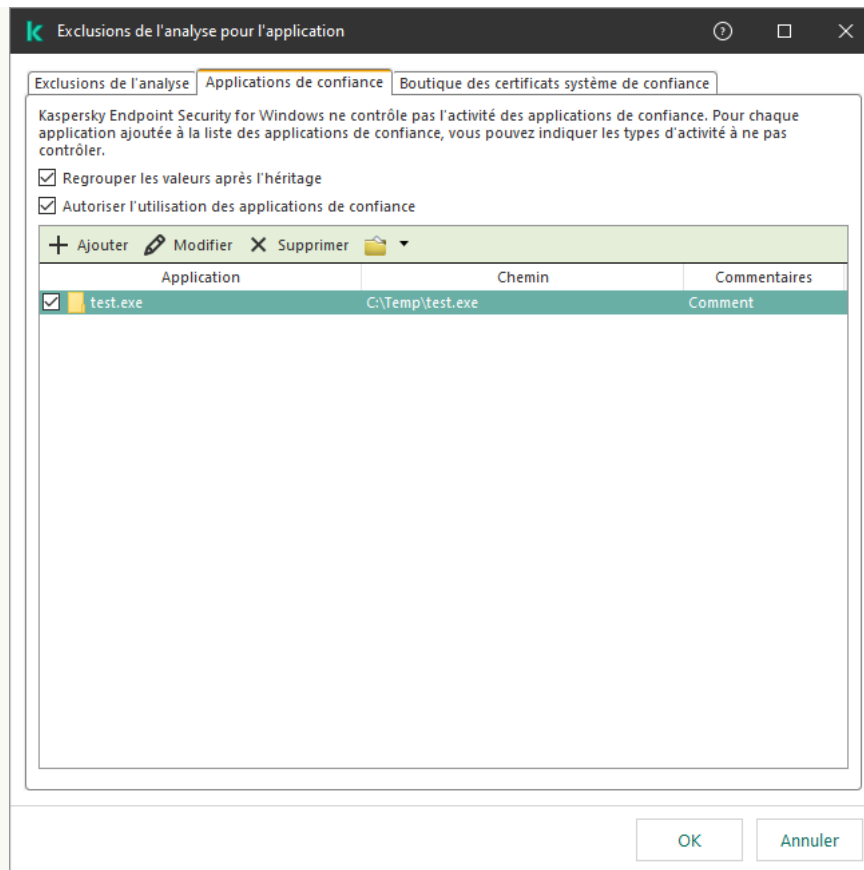 Exclusions de l'analyse pour l'application
Exclusions de l'analyse Applications de confiance Boutique des certificats système de confiance
Kaspersky Endpoint Security for Windows ne contrôle pas l'activité des applications de confiance. Pour chaque
application ajoutée à la liste des applications de confiance, vous pouvez indiquer les types d'activité à ne pas
contrôler.
Regrouper les valeurs après l'héritage
Autoriser l'utilisation des applications de confiance
Ajouter Modifier Supprimer
Application Chemin Commentaires
test.exe C:\Temp\test.exe Comment
OK Annuler